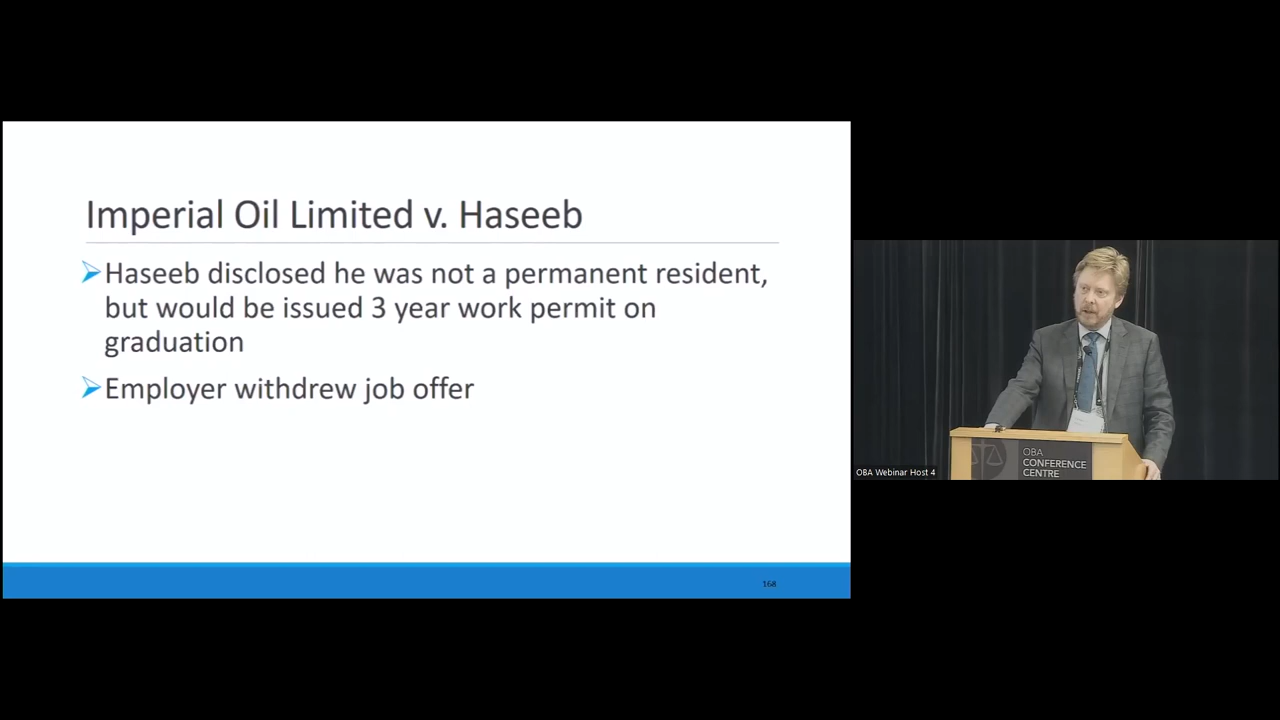 Imperial Oil Limited v. Haseeb
Haseeb disclosed he was not a permanent resident,
but would be issued 3 year work permit on
graduation
Employer withdrew job offer
168
OBA Webinar Host 4
OBA
CONFERENCE
CENTRE